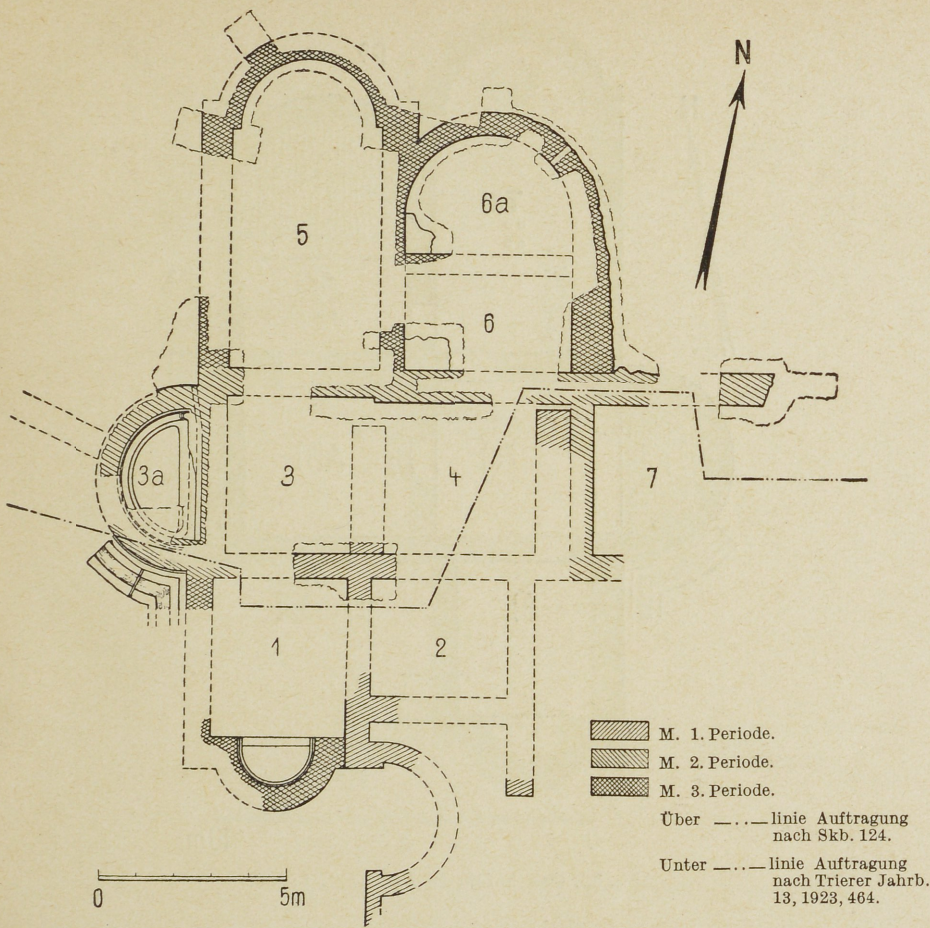 N
5
6a
6
3a
3
4
7
1
2
M. 1. Periode.
M. 2. Periode.
M. 3. Periode.
Über —..—linie Auftragung
nach Skb. 124.
Unter —..—linie Auftragung
nach Trierer Jahrb.
13, 1923, 464.
0 5m